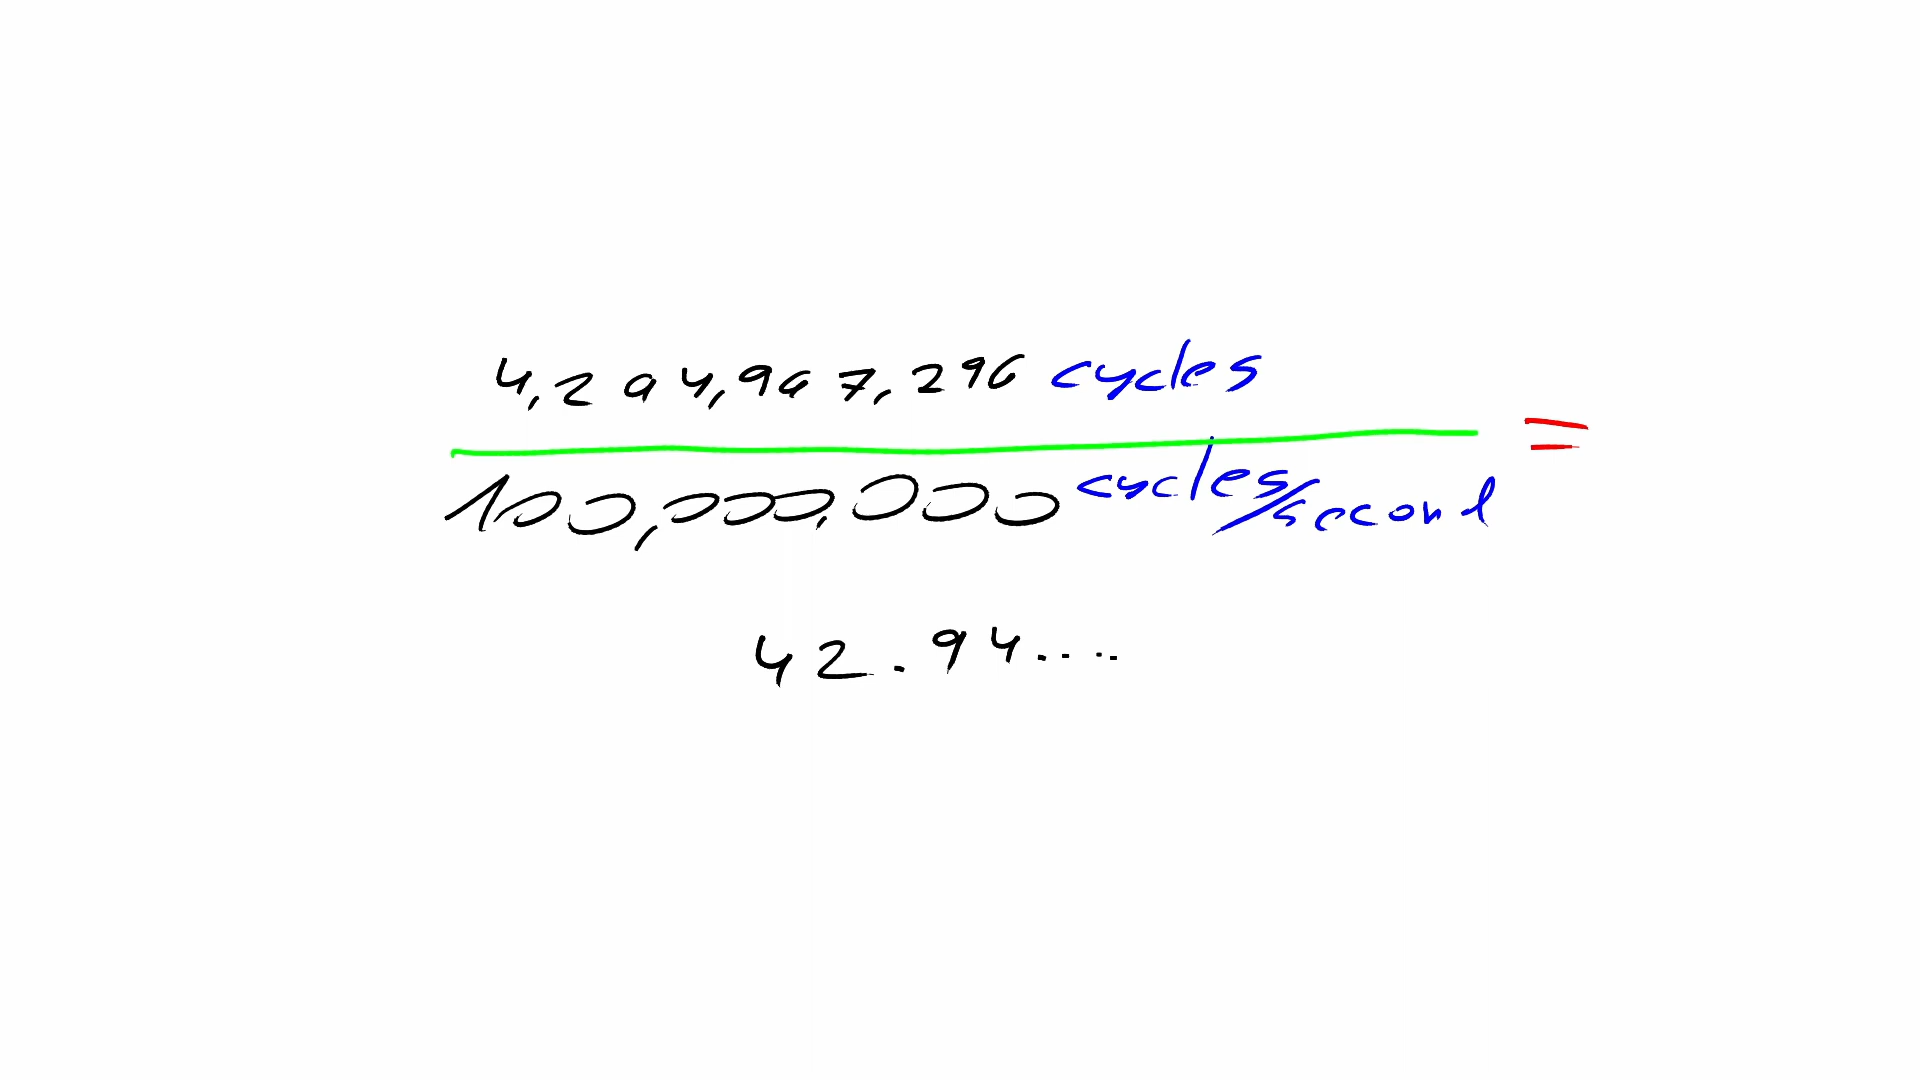 4,294,967,296 cycles
=
100,000,000 cycles/second
42.94....